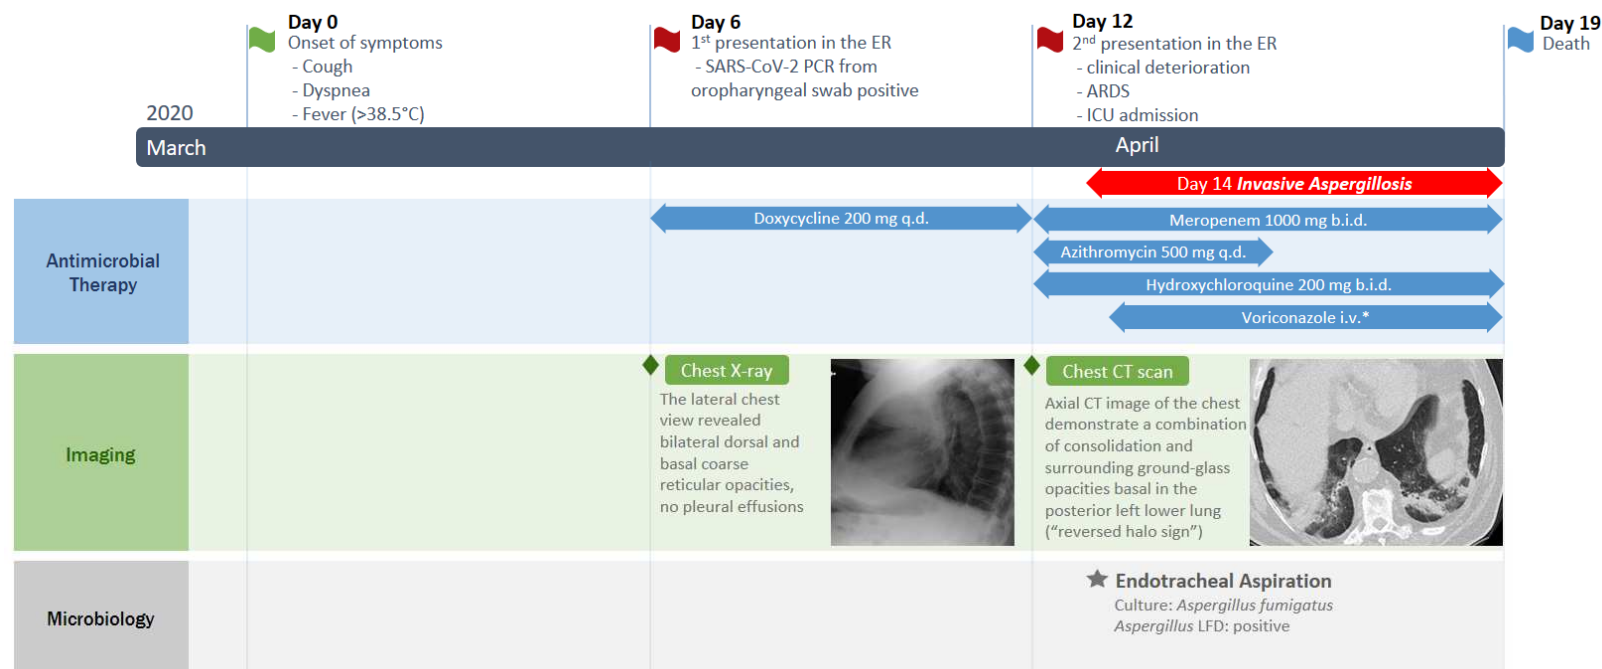 Day 0
Onset of symptoms
- Cough
- Dyspnea
- Fever (>38.5°C)
Day 6
1st presentation in the ER
- SARS-CoV-2 PCR from
oropharyngeal swab positive
Day 12
2nd presentation in the ER
- clinical deterioration
- ARDS
- ICU admission
Day 19
Death
2020
March
April
Day 14 Invasive Aspergillosis
Antimicrobial
Therapy
Doxycycline 200 mg q.d.
Meropenem 1000 mg b.i.d.
Azithromycin 500 mg q.d.
Hydroxychloroquine 200 mg b.i.d.
Voriconazole i.v.*
Imaging
Chest X-ray
The lateral chest
view revealed
bilateral dorsal and
basal coarse
reticular opacities,
no pleural effusions
Chest CT scan
Axial CT image of the chest
demonstrate a combination
of consolidation and
surrounding ground-glass
opacities basal in the
posterior left lower lung
(“reversed halo sign”)
Microbiology
Endotracheal Aspiration
Culture: Aspergillus fumigatus
Aspergillus LFD: positive